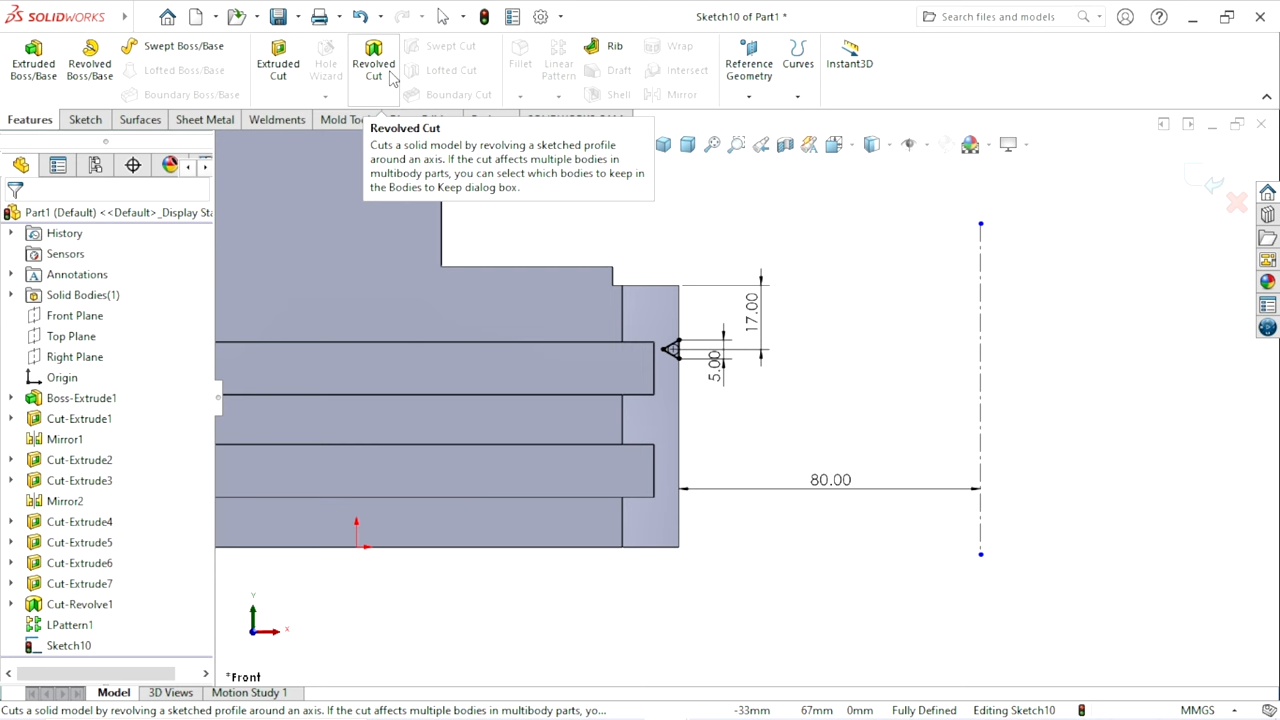 SOLIDWORKS
Sketch10 of Part1 *
Search files and models
Extruded Boss/Base
Revolved Boss/Base
Swept Boss/Base
Lofted Boss/Base
Boundary Boss/Base
Extruded Cut
Hole Wizard
Revolved Cut
Swept Cut
Lofted Cut
Boundary Cut
Fillet
Linear Pattern
Rib
Draft
Shell
Wrap
Intersect
Mirror
Reference Geometry
Curves
Instant3D
Features
Sketch
Surfaces
Sheet Metal
Weldments
Revolved Cut
Cuts a solid model by revolving a sketched profile
around an axis. If the cut affects multiple bodies in
multibody parts, you can select which bodies to keep in
the Bodies to Keep dialog box.
Part1 (Default) <<Default>_Display Sta
History
Sensors
Annotations
Solid Bodies(1)
Front Plane
Top Plane
Right Plane
Origin
Boss-Extrude1
Cut-Extrude1
Mirror1
Cut-Extrude2
Cut-Extrude3
Mirror2
Cut-Extrude4
Cut-Extrude5
Cut-Extrude6
Cut-Extrude7
Cut-Revolve1
LPattern1
Sketch10
17.00
5.00
80.00
Y
X
*Front
Model
3D Views
Motion Study 1
Cuts a solid model by revolving a sketched profile around an axis. If the cut affects multiple bodies in multibody parts, yo...
-33mm
67mm
0mm
Fully Defined
Editing Sketch10
MMGS